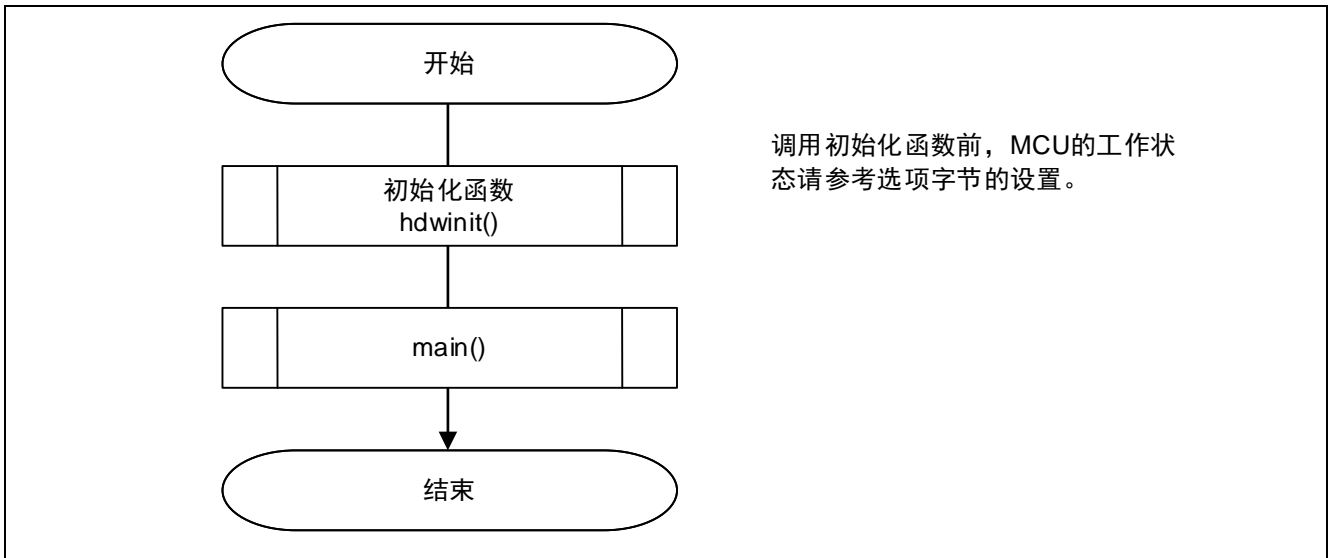 开始
调用初始化函数前，MCU的工作状
态请参考选项字节的设置。
初始化函数
hdwinit()
main()
结束